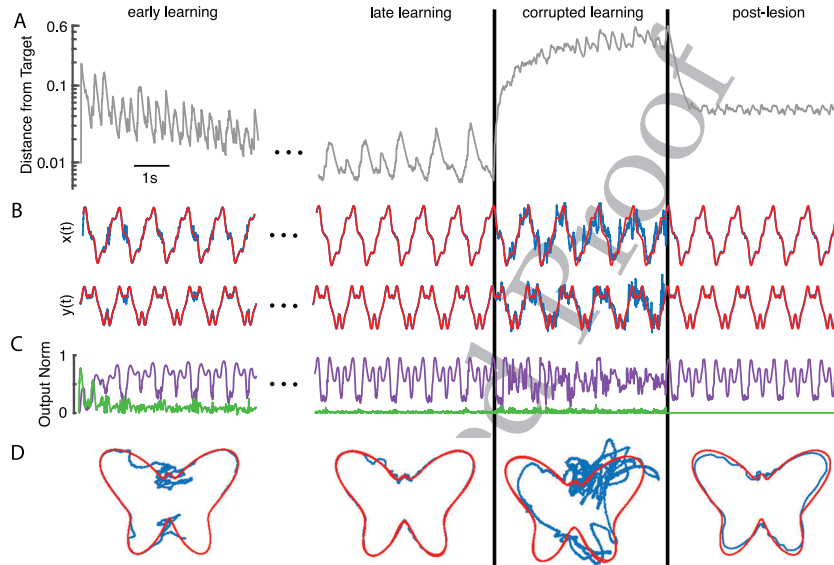 early learning
late learning
corrupted learning
post-lesion
A
Distance from Target
0.6
0.1
0.01
1s
B
x(t)
y(t)
C
Output Norm
1
0
D
Proof